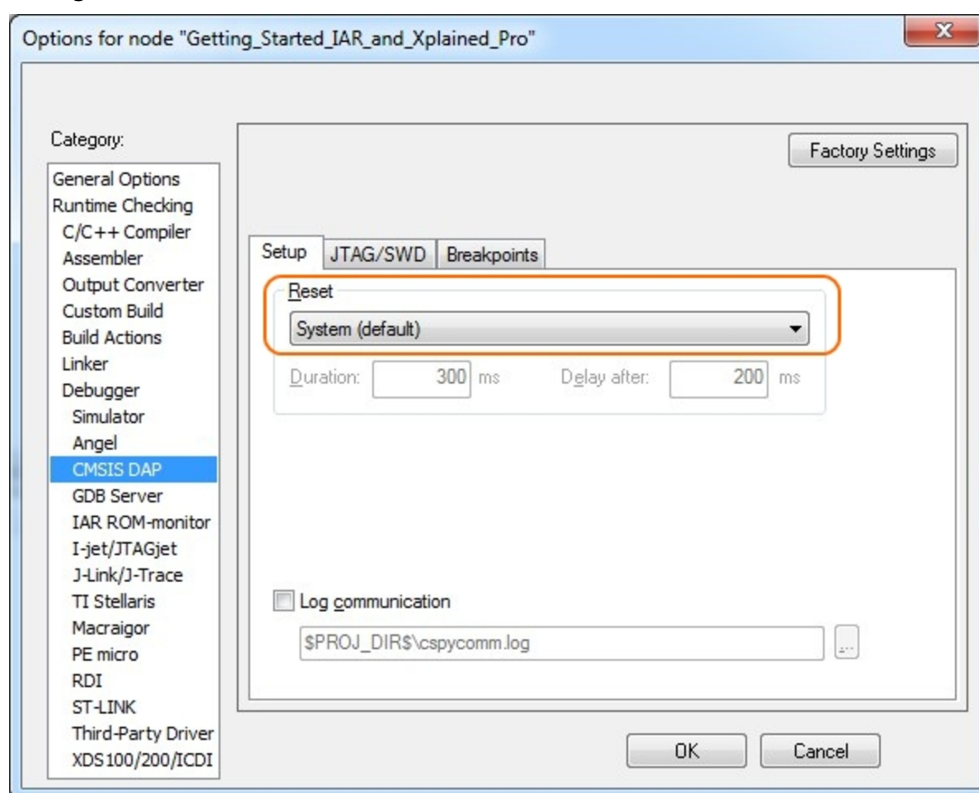 Options for node "Getting_Started_IAR_and_Xplained_Pro"
Category:
Factory Settings
General Options
Runtime Checking
C/C++ Compiler
Assembler
Output Converter
Custom Build
Build Actions
Linker
Debugger
Simulator
Angel
CMSIS DAP
GDB Server
IAR ROM-monitor
I-jet/JTAGjet
J-Link/J-Trace
TI Stellaris
Macraigor
PE micro
RDI
ST-LINK
Third-Party Driver
XDS100/200/ICDI
Setup JTAG/SWD Breakpoints
Reset
System (default)
Duration: 300 ms Delay after: 200 ms
Log communication
$PROJ_DIR$\cspycomm.log ...
OK Cancel